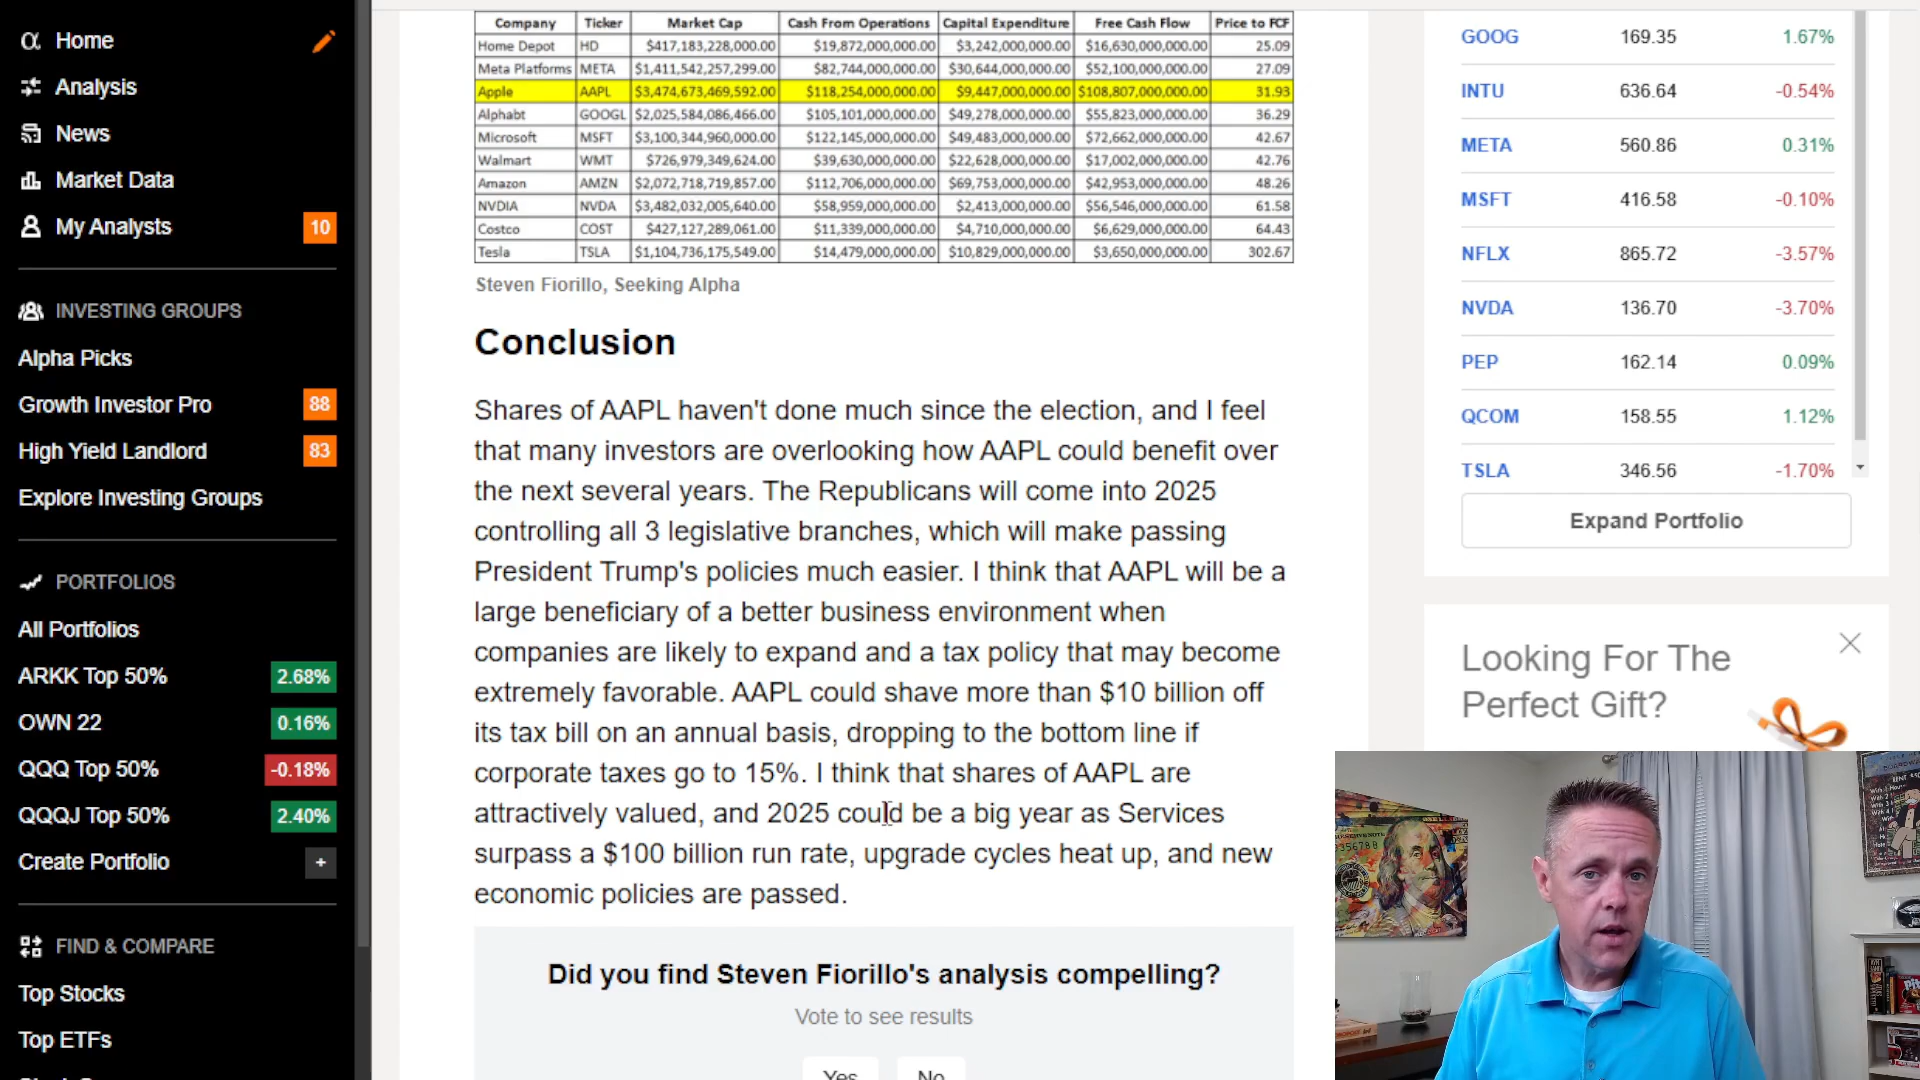 Home
Analysis
News
Market Data
My Analysts 10
INVESTING GROUPS
Alpha Picks
Growth Investor Pro 88
High Yield Landlord 83
Explore Investing Groups
PORTFOLIOS
All Portfolios
ARKK Top 50% 2.68%
OWN 22 0.16%
QQQ Top 50% -0.18%
QQQJ Top 50% 2.40%
Create Portfolio +
FIND & COMPARE
Top Stocks
Top ETFs
Company Ticker Market Cap Cash From Operations Capital Expenditure Free Cash Flow Price to FCF
Home Depot HD $417,183,228,000.00 $19,872,000,000.00 $3,242,000,000.00 $16,630,000,000.00 25.09
Meta Platforms META $1,411,542,257,299.00 $82,744,000,000.00 $30,644,000,000.00 $52,100,000,000.00 27.09
Apple AAPL $3,474,673,469,592.00 $118,254,000,000.00 $9,447,000,000.00 $108,807,000,000.00 31.93
Alphabt GOOGL $2,025,584,086,466.00 $105,101,000,000.00 $49,278,000,000.00 $55,823,000,000.00 36.29
Microsoft MSFT $3,100,344,960,000.00 $122,145,000,000.00 $49,483,000,000.00 $72,662,000,000.00 42.67
Walmart WMT $726,979,349,624.00 $39,630,000,000.00 $22,628,000,000.00 $17,002,000,000.00 42.76
Amazon AMZN $2,072,718,719,857.00 $112,706,000,000.00 $69,753,000,000.00 $42,953,000,000.00 48.26
NVDIA NVDA $3,482,032,005,640.00 $58,959,000,000.00 $2,413,000,000.00 $56,546,000,000.00 61.58
Costco COST $427,127,289,061.00 $11,339,000,000.00 $4,710,000,000.00 $6,629,000,000.00 64.43
Tesla TSLA $1,104,736,175,549.00 $14,479,000,000.00 $10,829,000,000.00 $3,650,000,000.00 302.67
Steven Fiorillo, Seeking Alpha
Conclusion
Shares of AAPL haven't done much since the election, and I feel
that many investors are overlooking how AAPL could benefit over
the next several years. The Republicans will come into 2025
controlling all 3 legislative branches, which will make passing
President Trump's policies much easier. I think that AAPL will be a
large beneficiary of a better business environment when
companies are likely to expand and a tax policy that may become
extremely favorable. AAPL could shave more than $10 billion off
its tax bill on an annual basis, dropping to the bottom line if
corporate taxes go to 15%. I think that shares of AAPL are
attractively valued, and 2025 could be a big year as Services
surpass a $100 billion run rate, upgrade cycles heat up, and new
economic policies are passed.
Did you find Steven Fiorillo's analysis compelling?
Vote to see results
Yes No
GOOG 169.35 1.67%
INTU 636.64 -0.54%
META 560.86 0.31%
MSFT 416.58 -0.10%
NFLX 865.72 -3.57%
NVDA 136.70 -3.70%
PEP 162.14 0.09%
QCOM 158.55 1.12%
TSLA 346.56 -1.70%
Expand Portfolio
Looking For The
Perfect Gift?